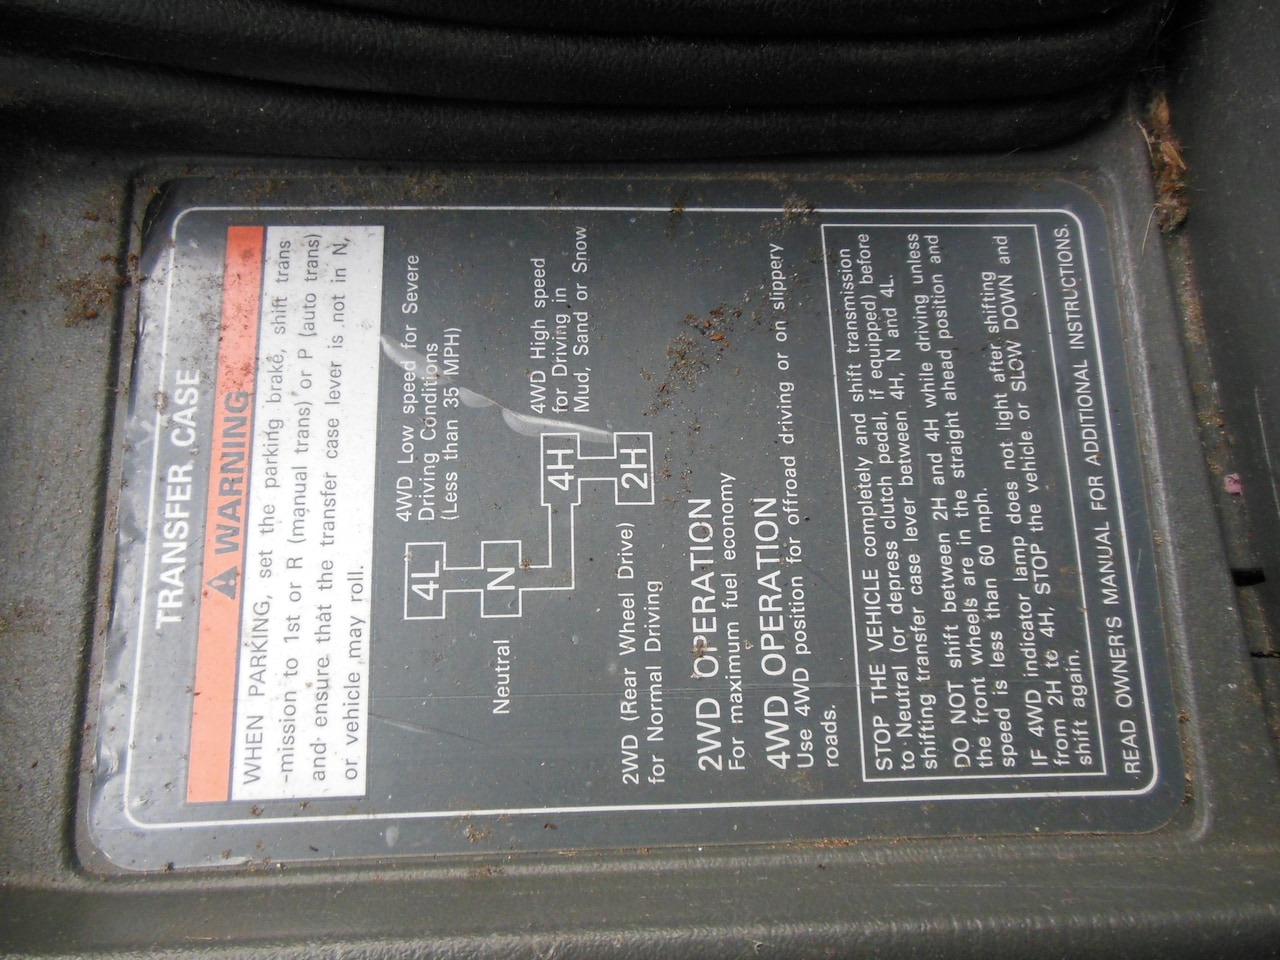 TRANSFER CASE
WARNING
WHEN PARKING, set the parking brake, shift trans
-mission to 1st or R (manual trans) or P (auto trans)
and ensure that the transfer case lever is not in N,
or vehicle may roll.
4L
4WD Low speed for Severe
Driving Conditions
(Less than 35 MPH)
Neutral
N
4H
4WD High speed
for Driving in
Mud, Sand or Snow
2WD (Rear Wheel Drive)
for Normal Driving
2H
2WD OPERATION
For maximum fuel economy
4WD OPERATION
Use 4WD position for offroad driving or on slippery
roads.
STOP THE VEHICLE completely and shift transmission
to Neutral (or depress clutch pedal, if equipped) before
shifting transfer case lever between 4H, N and 4L.
DO NOT shift between 2H and 4H while driving unless
the front wheels are in the straight ahead position and
speed is less than 60 mph.
IF 4WD indicator lamp does not light after shifting
from 2H to 4H, STOP the vehicle or SLOW DOWN and
shift again.
READ OWNER'S MANUAL FOR ADDITIONAL INSTRUCTIONS.